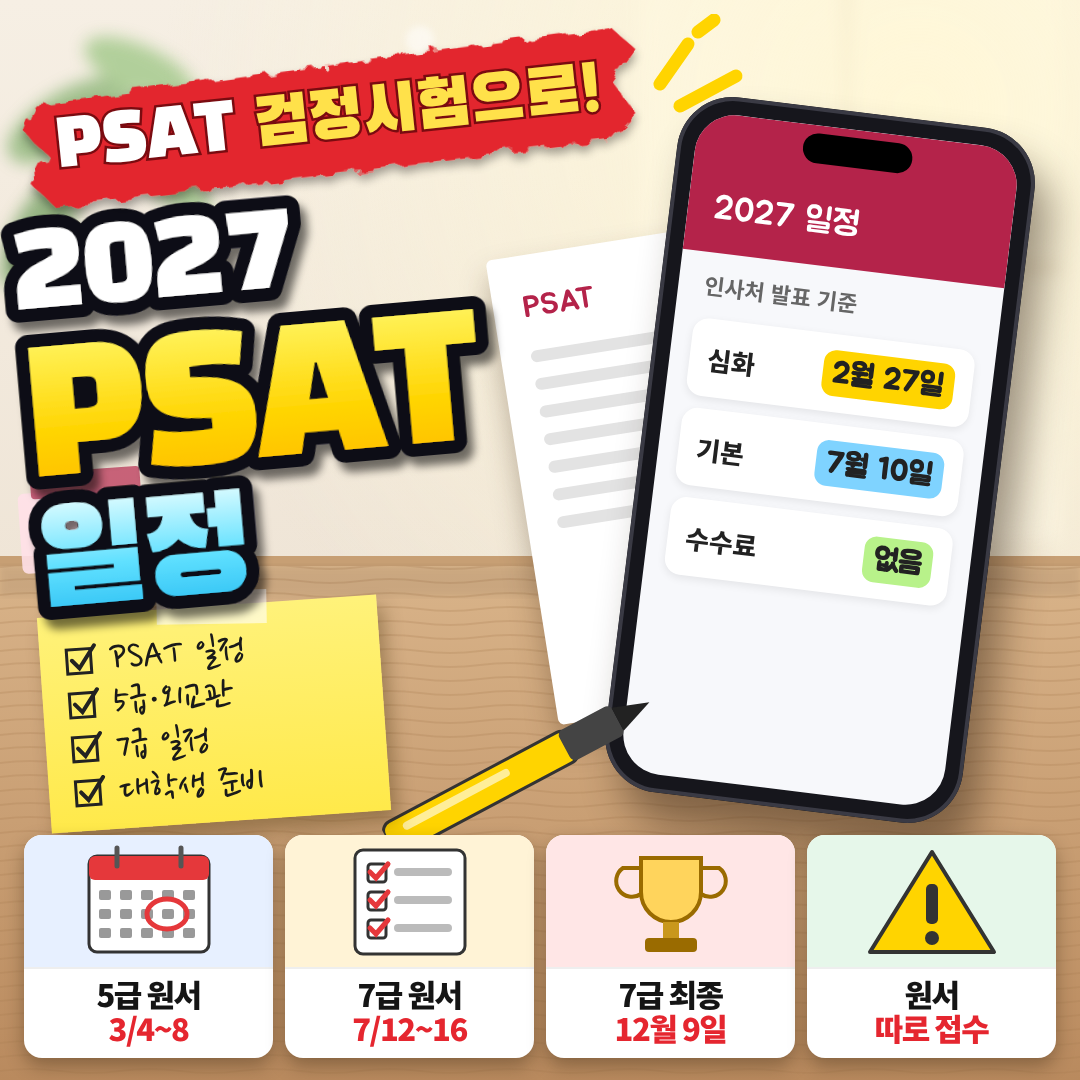 PSAT 검정시험으로!
2027
PSAT
일정
PSAT
2027 일정
인사처 발표 기준
심화 2월 27일
기본 7월 10일
수수료 없음
PSAT 일정
5급·외교관
7급 일정
대학생 준비
5급 원서
3/4~8
7급 원서
7/12~16
7급 최종
12월 9일
원서
따로 접수